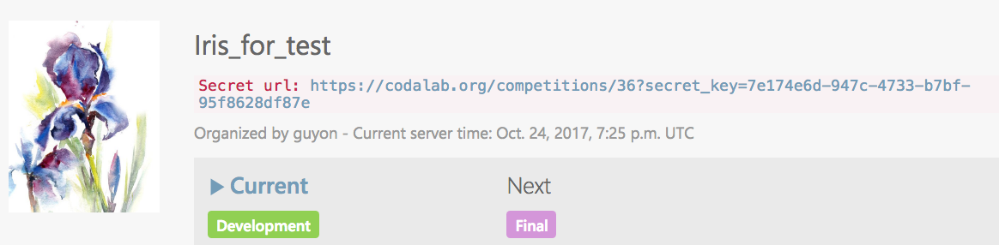 Iris_for_test
Secret url: https://codalab.org/competitions/36?secret_key=7e174e6d-947c-4733-b7bf-
95f8628df87e
Organized by guyon - Current server time: Oct. 24, 2017, 7:25 p.m. UTC
Current Next
Development Final